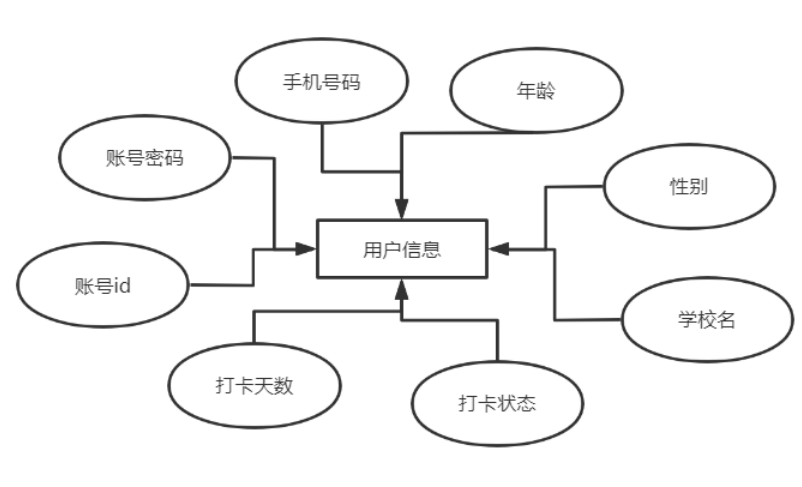 手机号码
年龄
账号密码
性别
用户信息
账号id
学校名
打卡天数
打卡状态